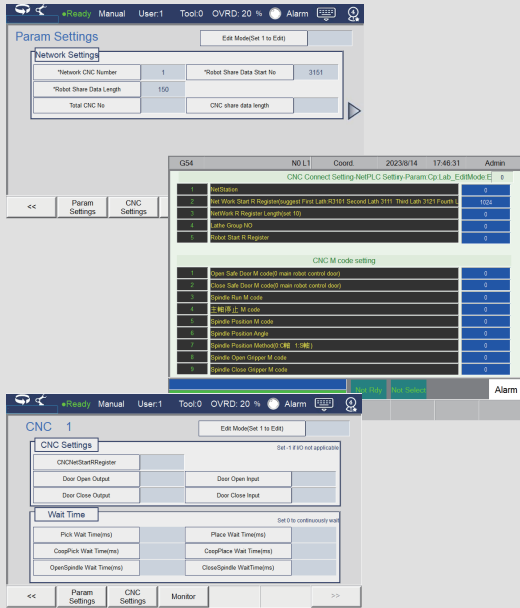 ●Ready Manual User:1 Tool:0 OVRD: 20 % Alarm 4
Param Settings
Edit Mode(Set 1 to Edit)
Network Settings
*Network CNC Number 1 *Robot Share Data Start No 3151
*Robot Share Data Length 150
Total CNC No CNC share data length
<< Param Settings CNC Settings
G54 N0 L1 Coord. 2023/8/14 17:46:31 Admin
CNC Connect Setting-NetPLC Setting-Param:Cp.Lab_EditMode:E 0
1 NetStation 0
2 Net Work Start R Register(suggest First Lath:R3101 Second Lath 3111 Third Lath 3121 Fourth L 1024
3 NetWork R Register Length(set 10) 0
4 Lathe Group NO 0
5 Robot Start R Register 0
CNC M code setting
1 Open Safe Door M code(0 main robot control door) 0
2 Close Safe Door M code(0 main robot control door) 0
3 Spindle Run M code 0
4 主軸停止 M code 0
5 Spindle Position M code 0
6 Spindle Position Angle 0
7 Spindle Position Method(0:C軸 1:S軸) 0
8 Spindle Open Gripper M code 0
9 Spindle Close Gripper M code 0
Not Rdy Not Select Alarm
●Ready Manual User:1 Tool:0 OVRD: 20 % Alarm 4
CNC 1
Edit Mode(Set 1 to Edit)
CNC Settings
Set -1 if I/O not applicable
CNCNetStartRRegister
Door Open Output Door Open Input
Door Close Output Door Close Input
Wait Time
Set 0 to continuously wait
Pick Wait Time(ms) Place Wait Time(ms)
CoopPick Wait Time(ms) CoopPlace Wait Time(ms)
OpenSpindle Wait Time(ms) CloseSpindle WaitTime(ms)
<< Param Settings CNC Settings Monitor >>